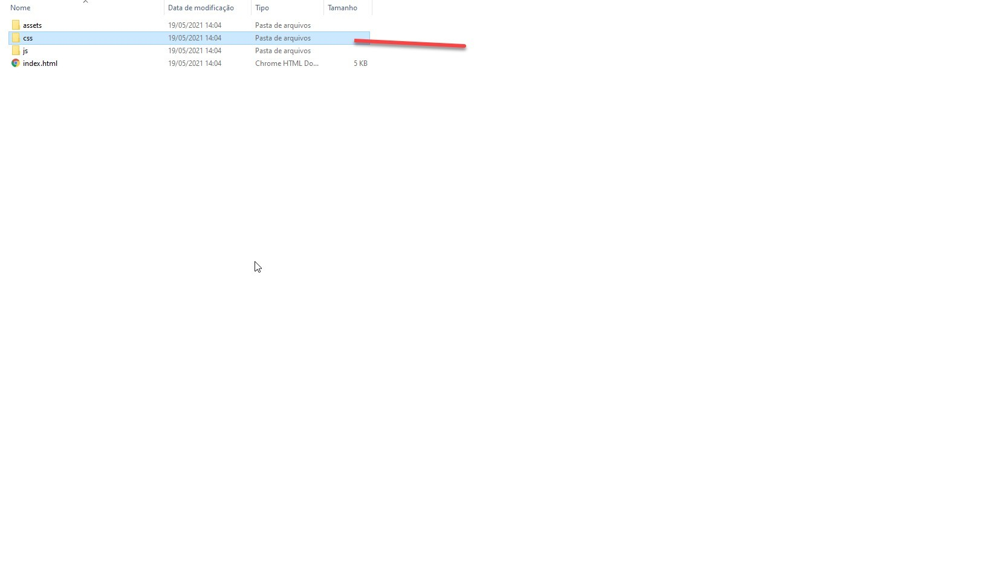 Nome Data de modificação Tipo Tamanho
assets 19/05/2021 14:04 Pasta de arquivos
css 19/05/2021 14:04 Pasta de arquivos
js 19/05/2021 14:04 Pasta de arquivos
index.html 19/05/2021 14:04 Chrome HTML Do... 5 KB